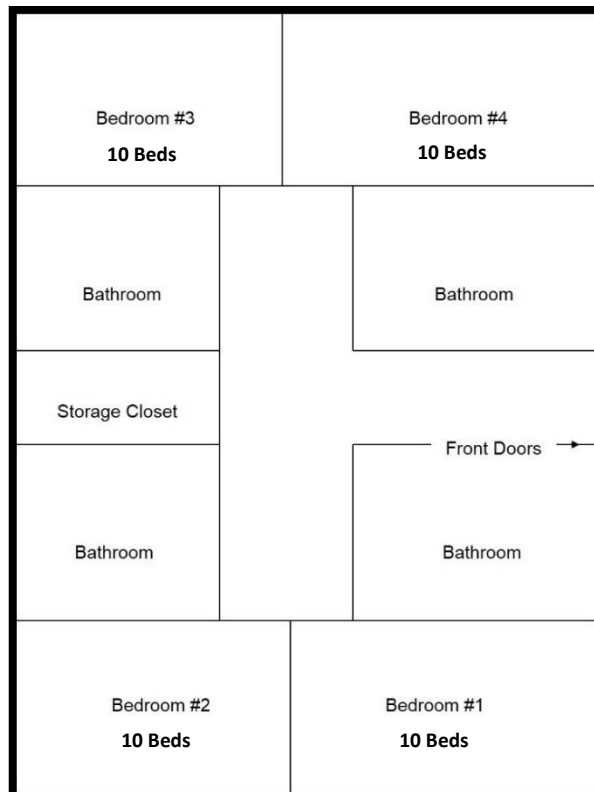 Bedroom #3
10 Beds
Bedroom #4
10 Beds
Bathroom
Bathroom
Storage Closet
Front Doors
Bathroom
Bathroom
Bedroom #2
10 Beds
Bedroom #1
10 Beds